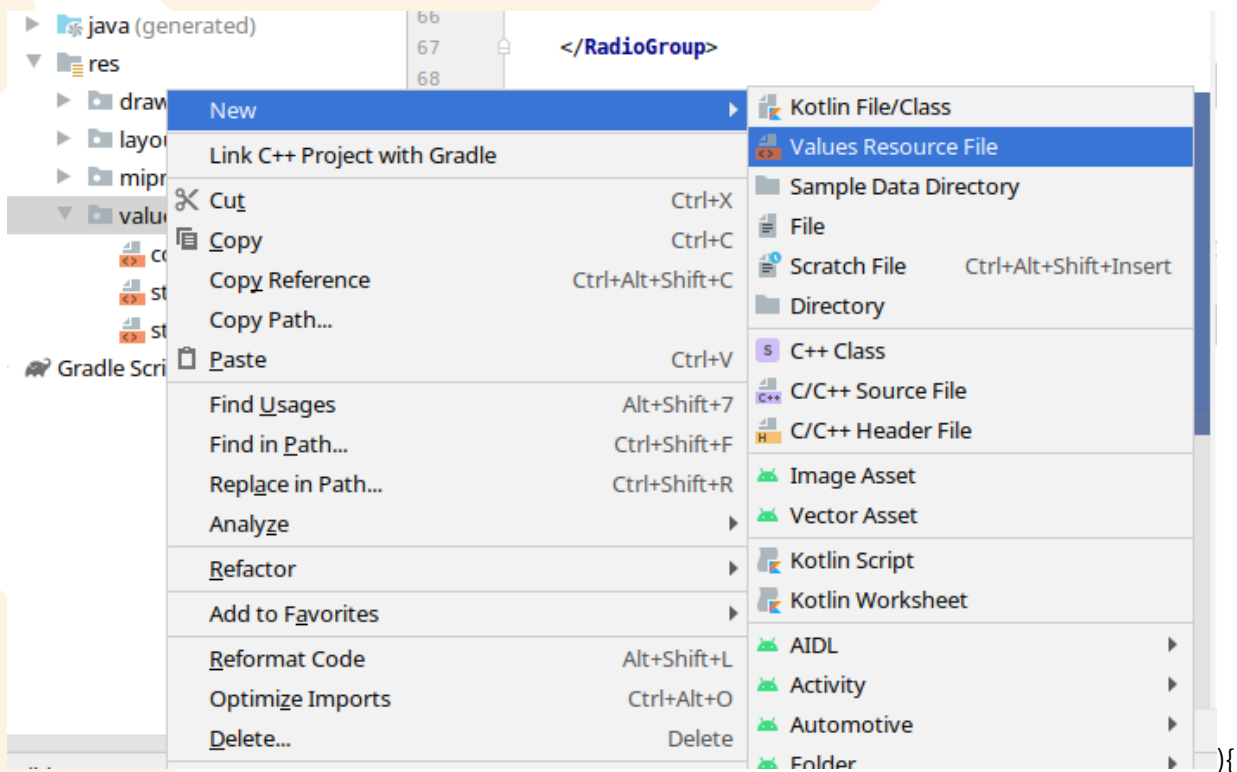 java (generated)
res
Gradle Scri
66
67
68
</RadioGroup>
New
Link C++ Project with Gradle
Cut Ctrl+X
Copy Ctrl+C
Copy Reference Ctrl+Alt+Shift+C
Copy Path...
Paste Ctrl+V
Find Usages Alt+Shift+7
Find in Path... Ctrl+Shift+F
Replace in Path... Ctrl+Shift+R
Analyze
Refactor
Add to Favorites
Reformat Code Alt+Shift+L
Optimize Imports Ctrl+Alt+O
Delete... Delete
Kotlin File/Class
Values Resource File
Sample Data Directory
File
Scratch File Ctrl+Alt+Shift+Insert
Directory
S C++ Class
C++ C/C++ Source File
H C/C++ Header File
Image Asset
Vector Asset
Kotlin Script
Kotlin Worksheet
AIDL
Activity
Automotive
Folder
){